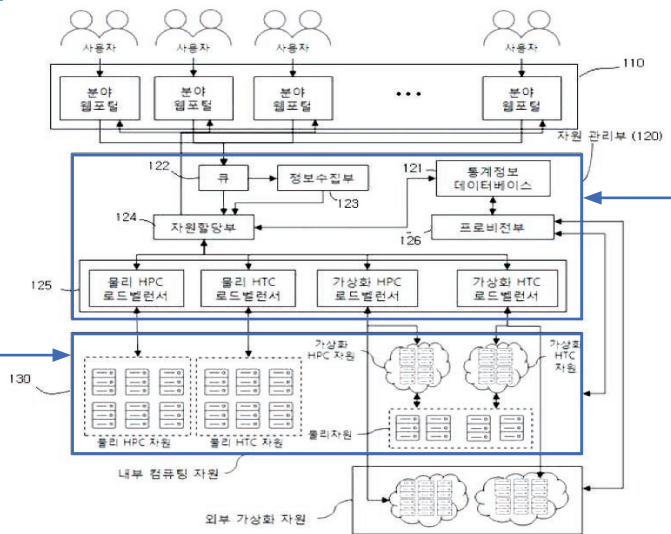 사용자 사용자 사용자 사용자
110
분야 분야 분야 ... 분야
웹포털 웹포털 웹포털 웹포털
자원 관리부 (120)
122 큐 정보수집부 121 통계정보
데이터베이스
123
124 자원할당부 126 프로비전부
125 물리 HPC 물리 HTC 가상화 HPC 가상화 HTC
로드밸런서 로드밸런서 로드밸런서 로드밸런서
가상화 가상화
HPC 자원 HTC
자원
130
물리자원
물리 HPC 자원 물리 HTC 자원
내부 컴퓨팅 자원
외부 가상화 자원